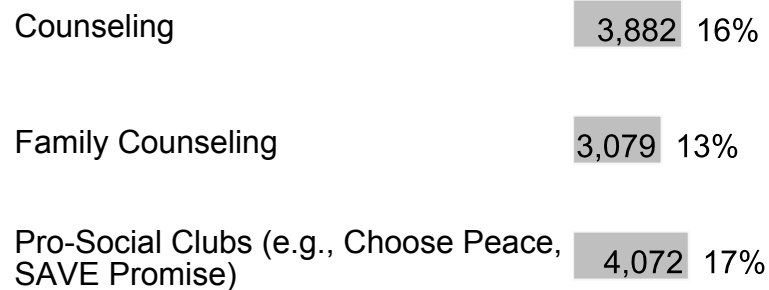 Counseling 3,882 16%
Family Counseling 3,079 13%
Pro-Social Clubs (e.g., Choose Peace,
SAVE Promise) 4,072 17%